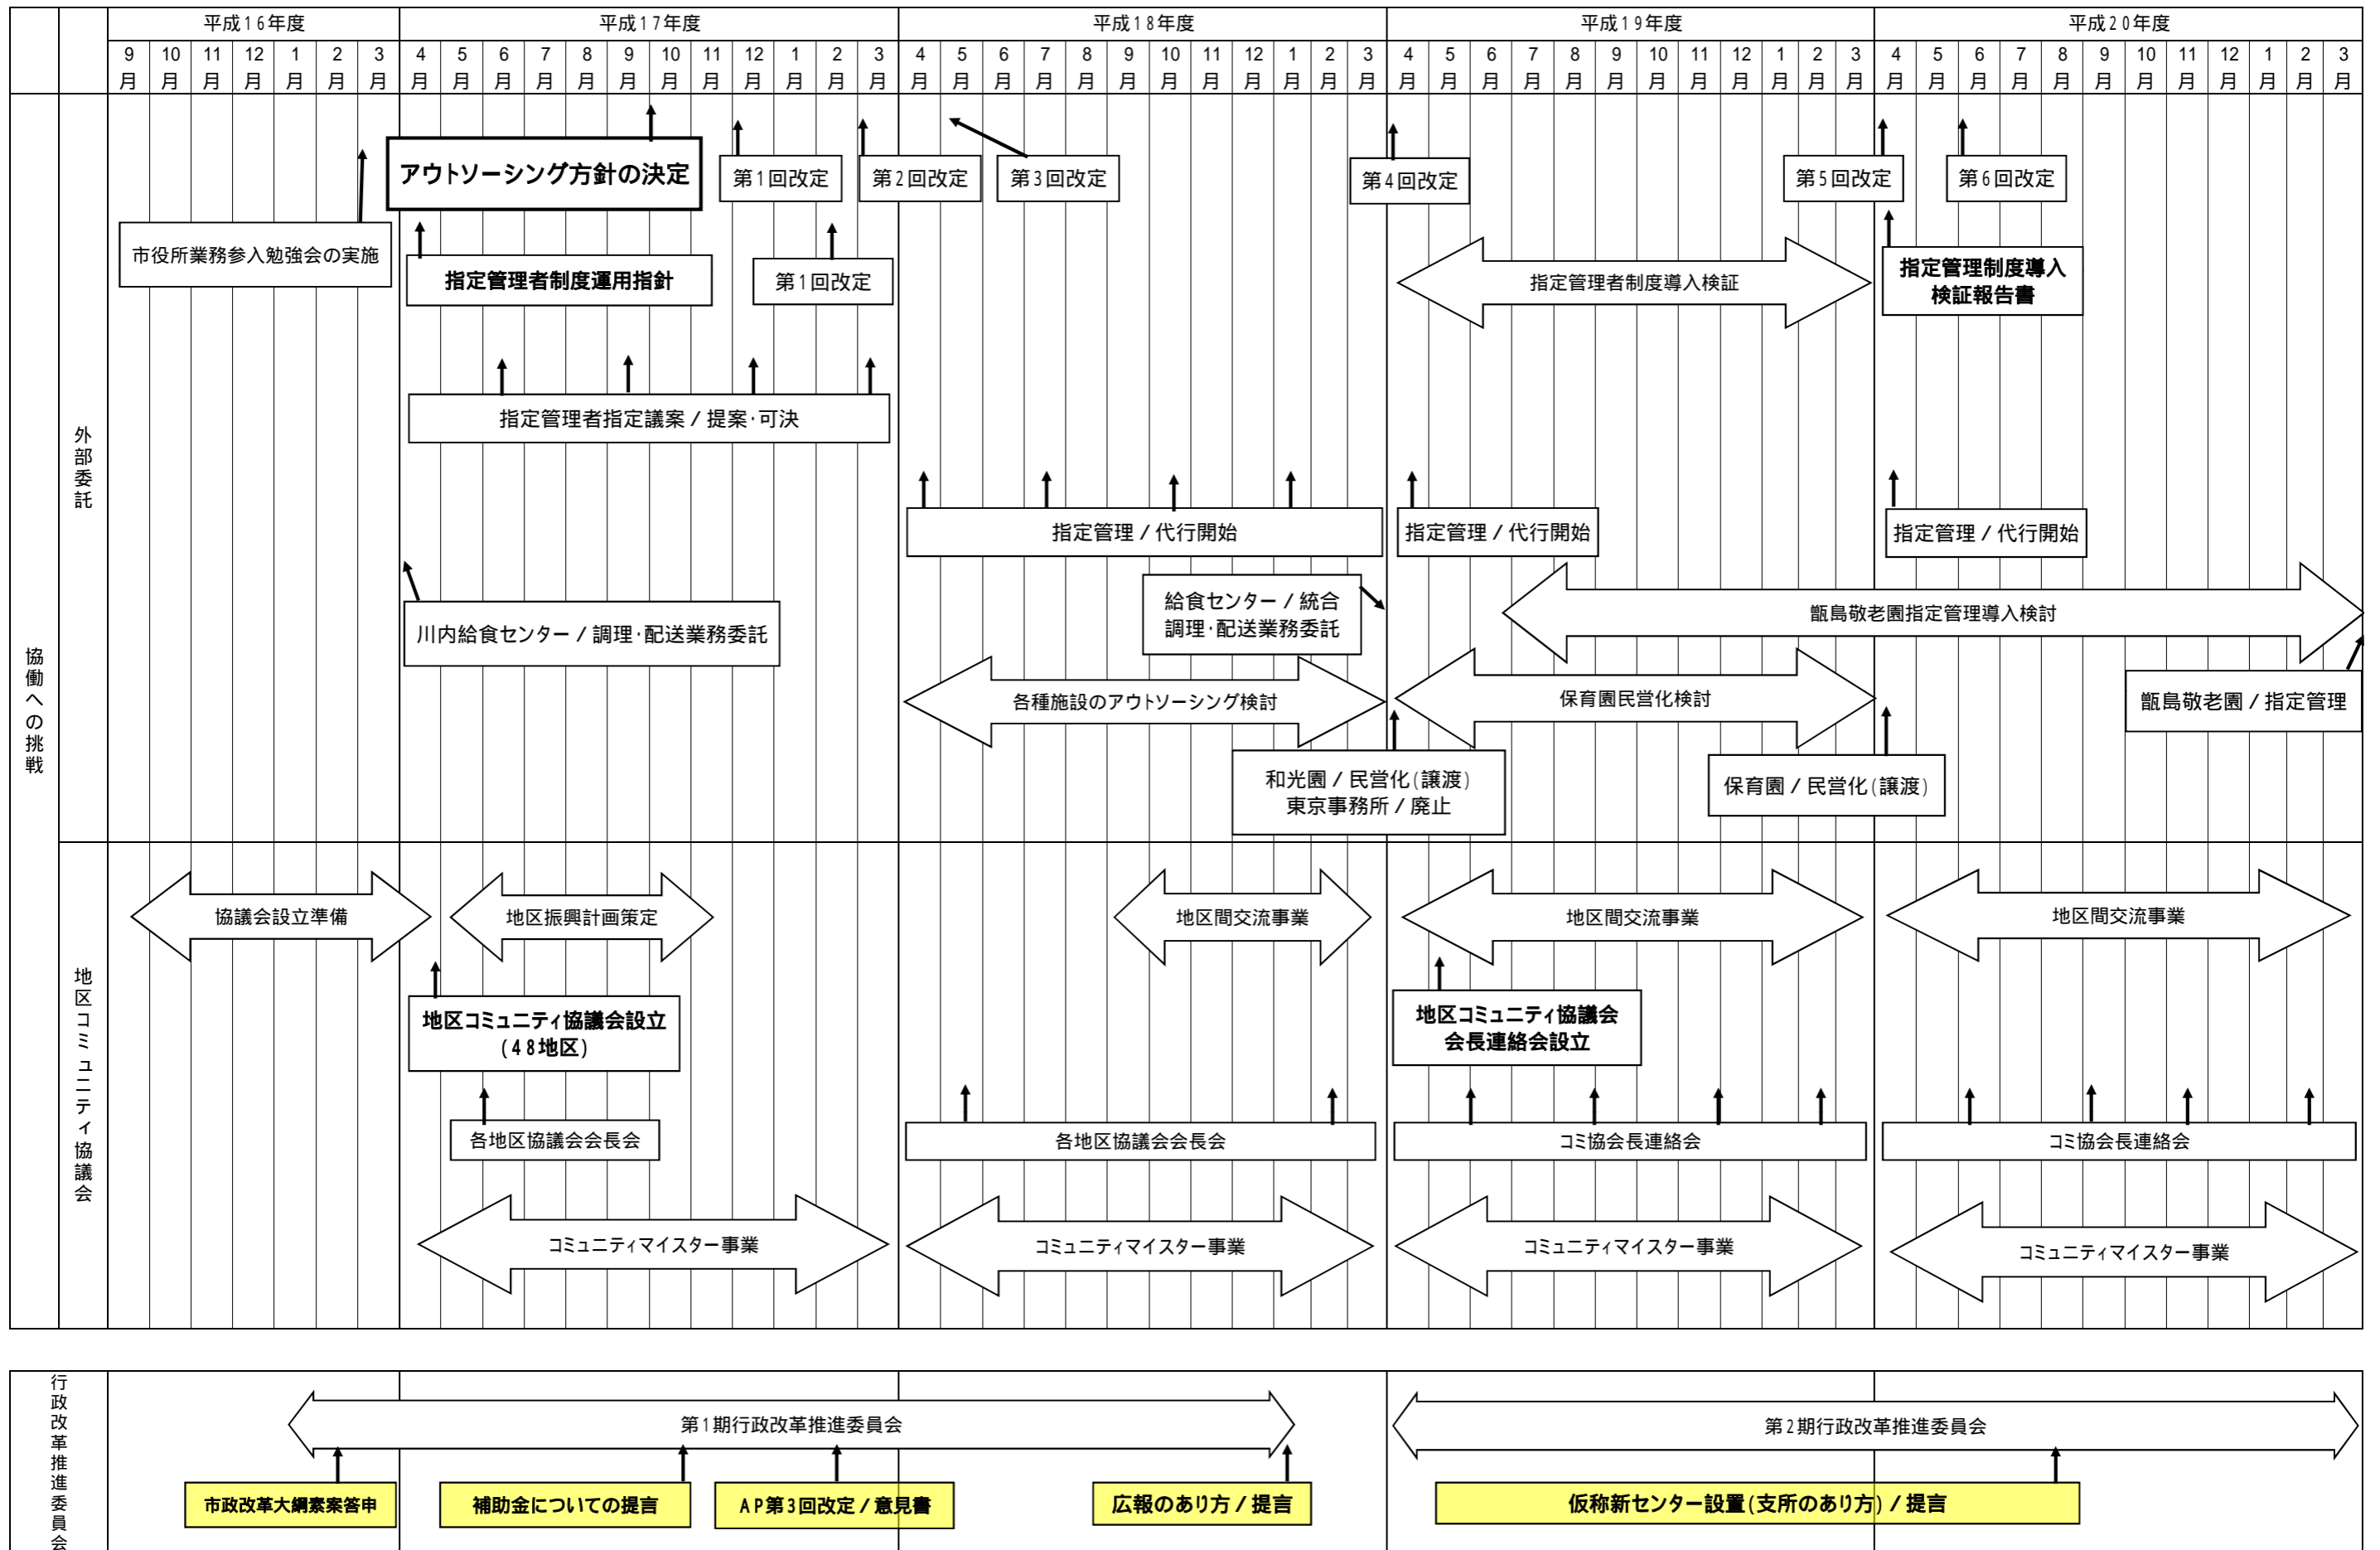 平成16年度 平成17年度 平成18年度 平成19年度 平成20年度
9月 10月 11月 12月 1月 2月 3月 4月 5月 6月 7月 8月 9月 10月 11月 12月 1月 2月 3月 4月 5月 6月 7月 8月 9月 10月 11月 12月 1月 2月 3月 4月 5月 6月 7月 8月 9月 10月 11月 12月 1月 2月 3月 4月 5月 6月 7月 8月 9月 10月 11月 12月 1月 2月 3月
協働への挑戦
外部委託
アウトソーシング方針の決定
第1回改定
第2回改定
第3回改定
第4回改定
第5回改定
第6回改定
市役所業務参入勉強会の実施
指定管理者制度運用指針
第1回改定
指定管理者制度導入検証
指定管理制度導入
検証報告書
指定管理者指定議案/提案・可決
指定管理/代行開始
指定管理/代行開始
指定管理/代行開始
川内給食センター/調理・配送業務委託
給食センター/統合
調理・配送業務委託
甑島敬老園指定管理導入検討
各種施設のアウトソーシング検討
保育園民営化検討
甑島敬老園/指定管理
和光園/民営化(譲渡)
東京事務所/廃止
保育園/民営化(譲渡)
地区コミュニティ協議会
協議会設立準備
地区振興計画策定
地区間交流事業
地区間交流事業
地区間交流事業
地区コミュニティ協議会設立
(48地区)
地区コミュニティ協議会
会長連絡会設立
各地区協議会会長会
各地区協議会会長会
コミ協会長連絡会
コミ協会長連絡会
コミュニティマイスター事業
コミュニティマイスター事業
コミュニティマイスター事業
コミュニティマイスター事業
行政改革推進委員会
第1期行政改革推進委員会
第2期行政改革推進委員会
市政改革大綱素案答申
補助金についての提言
AP第3回改定/意見書
広報のあり方/提言
仮称新センター設置(支所のあり方)/提言